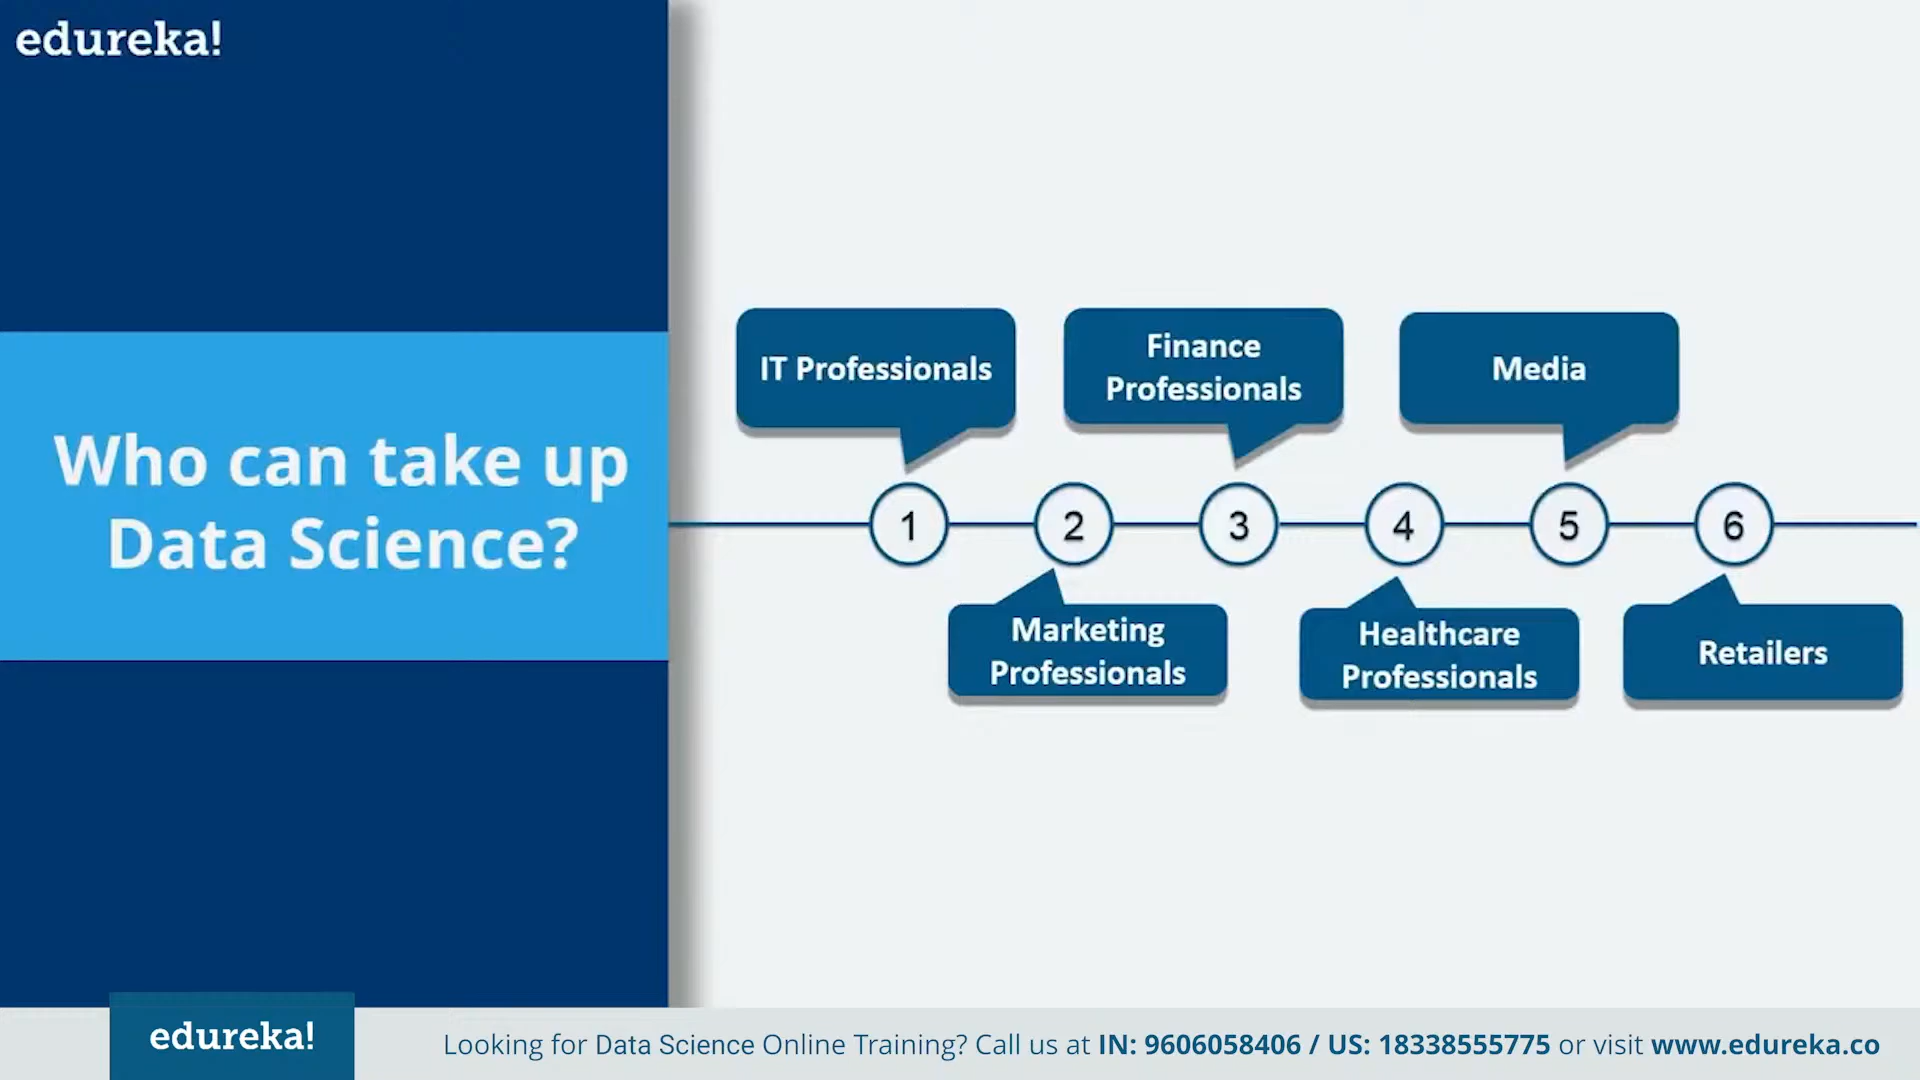 edureka!
Who can take up
Data Science?
IT Professionals
Finance
Professionals
Media
1
2
3
4
5
6
Marketing
Professionals
Healthcare
Professionals
Retailers
edureka!
Looking for Data Science Online Training? Call us at IN: 9606058406 / US: 18338555775 or visit www.edureka.co